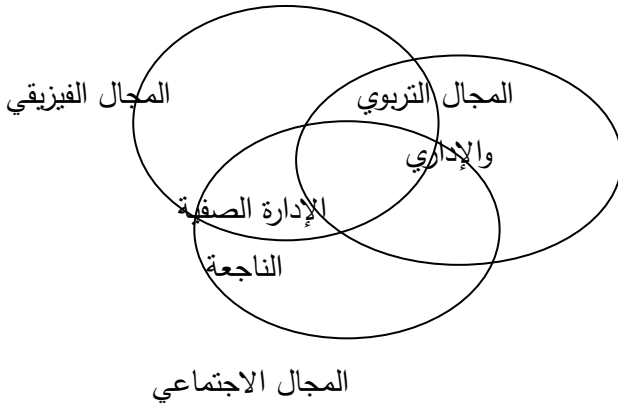 المجال التربوي
المجال الفيزيقي
والإداري
الإدارة الصفية
الناجعة
المجال الاجتماعي